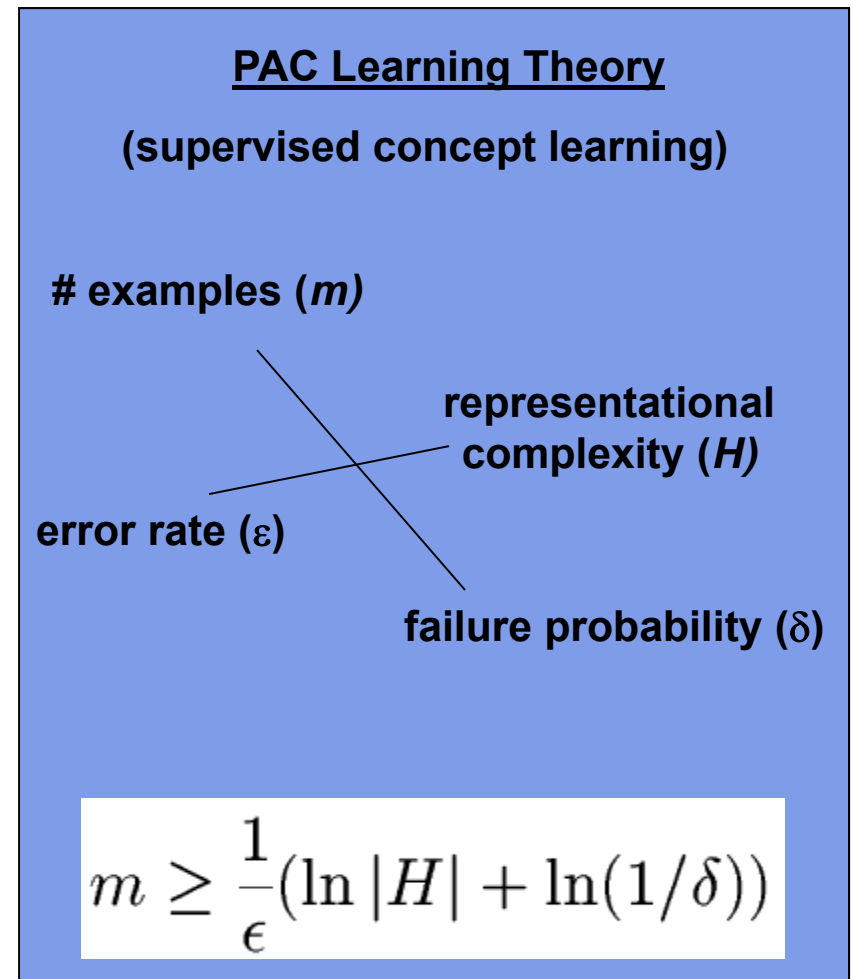 PAC Learning Theory
(supervised concept learning)
# examples (m)
representational
complexity (H)
error rate (ε)
failure probability (δ)
m ≥ 1/ϵ (ln |H| + ln(1/δ))